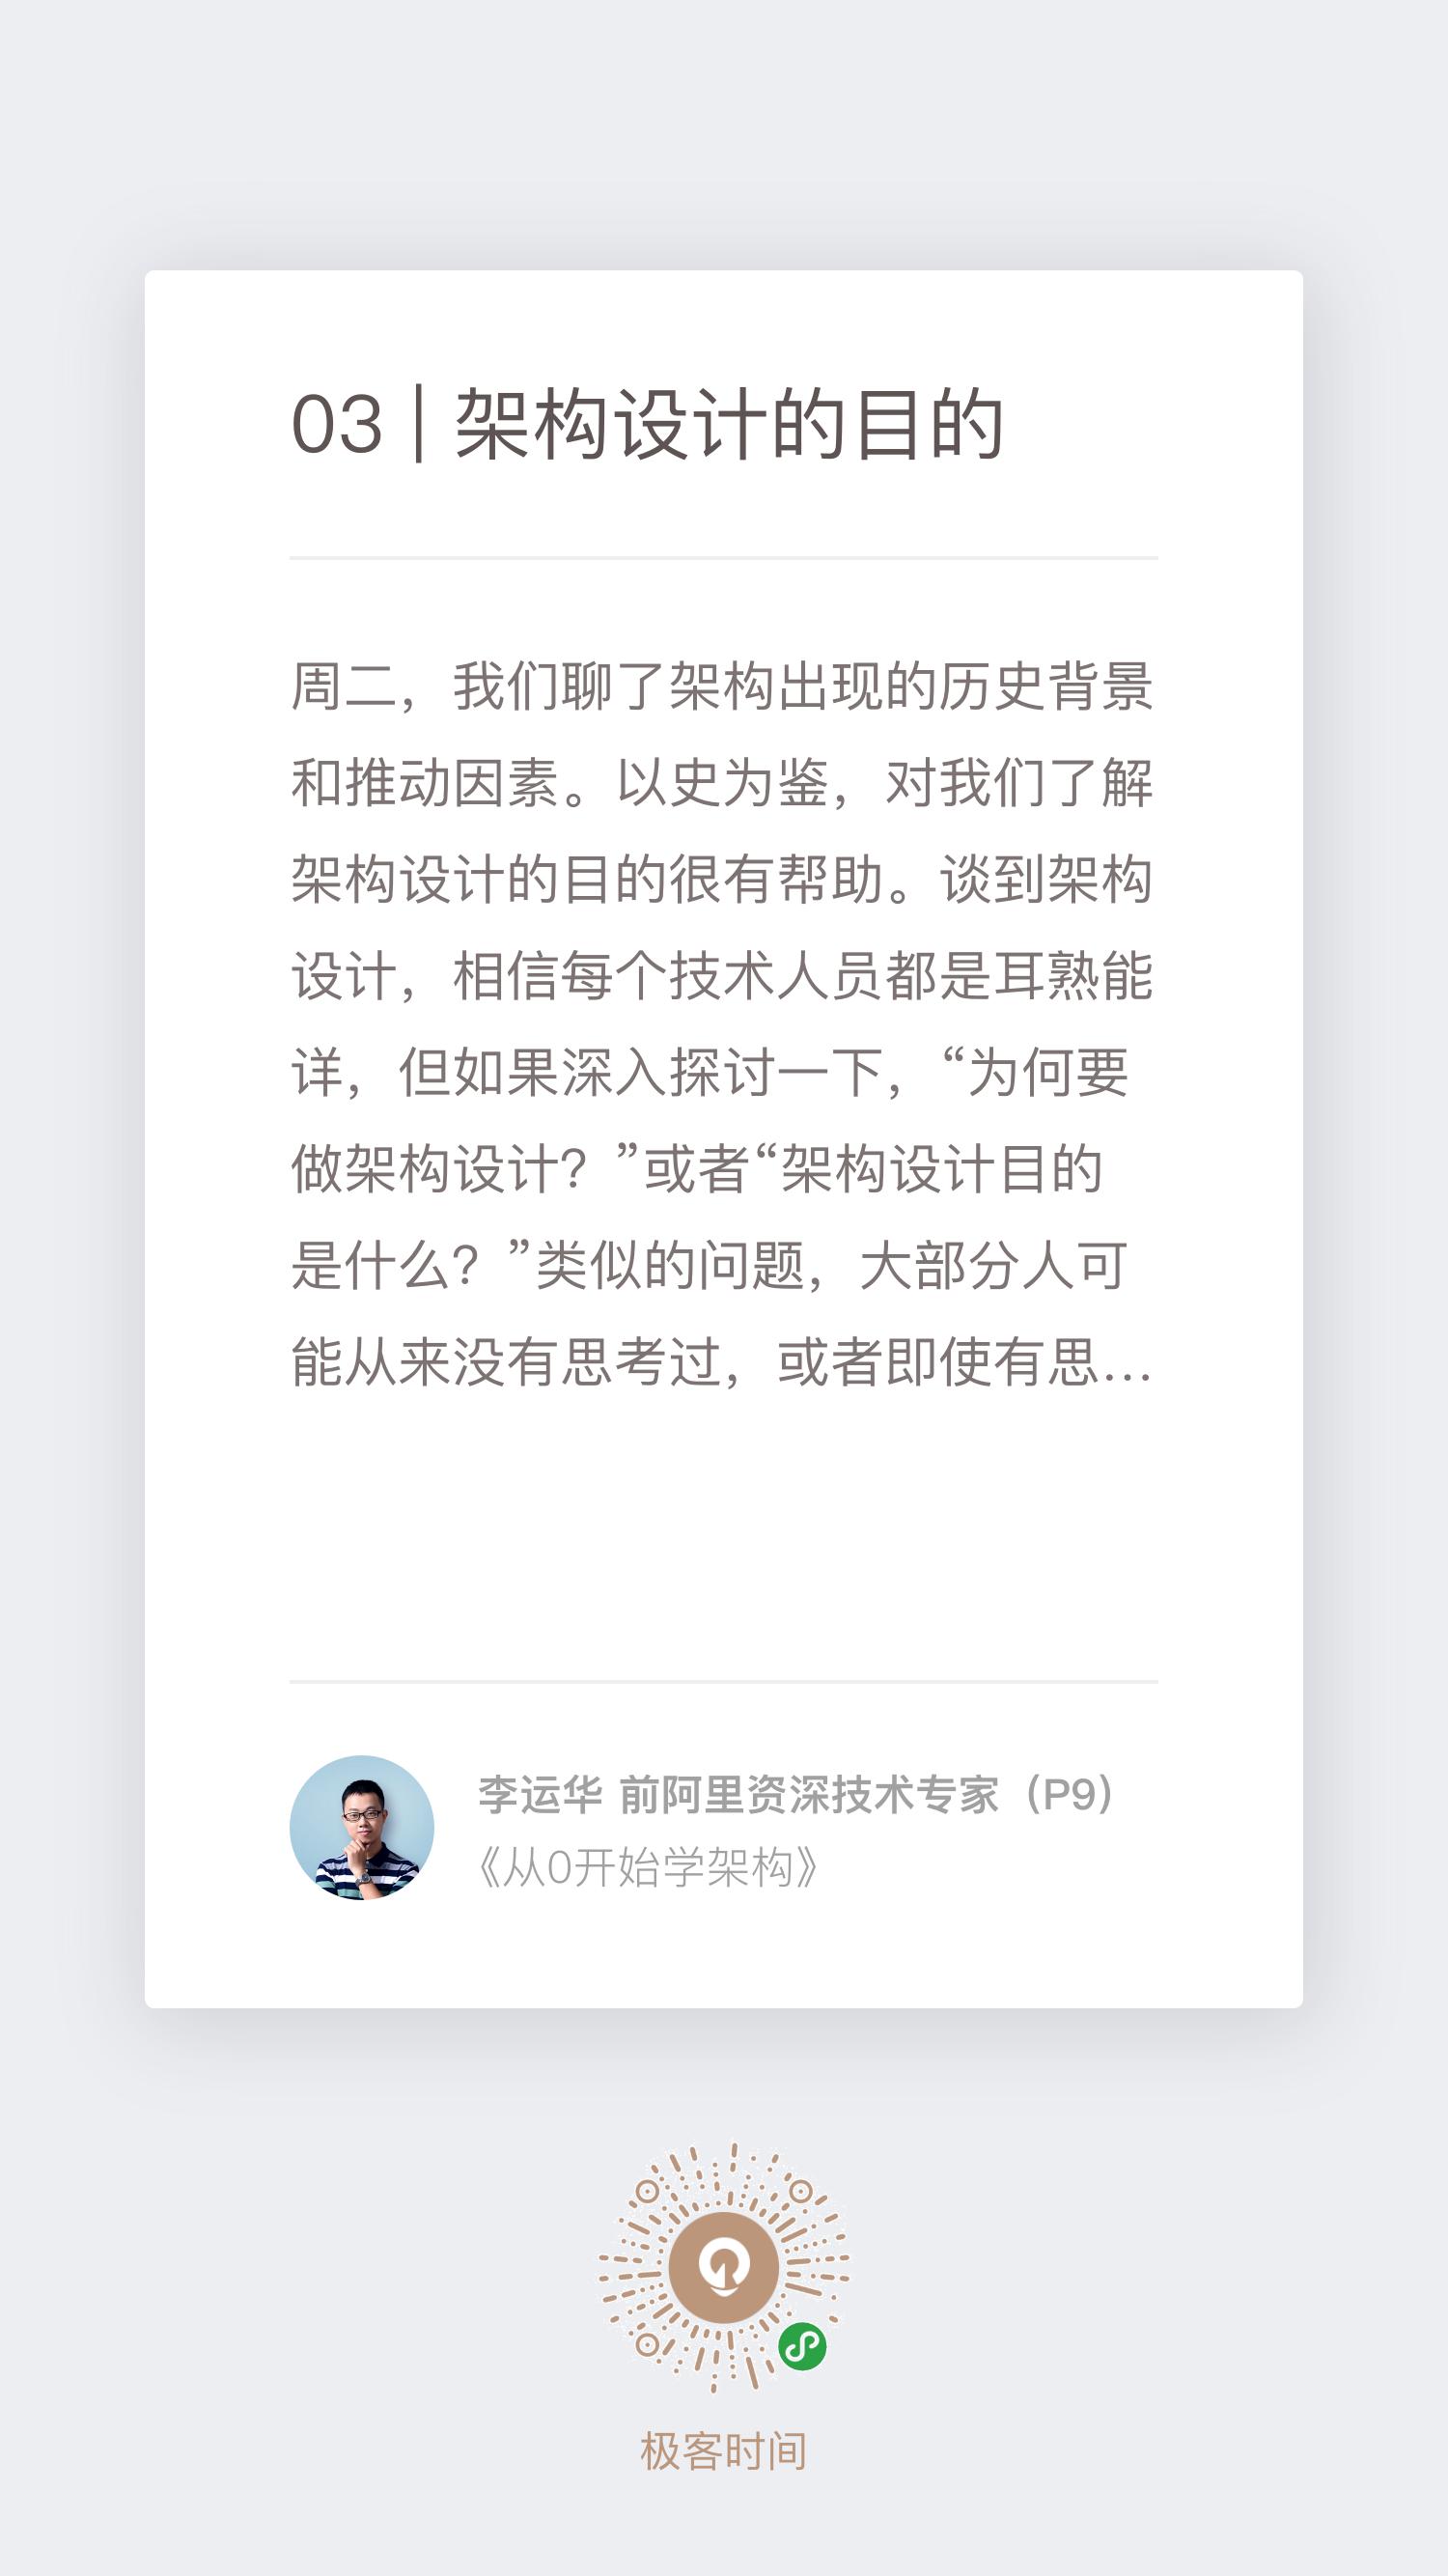 03 | 架构设计的目的
周二，我们聊了架构出现的历史背景
和推动因素。以史为鉴，对我们了解
架构设计的目的很有帮助。谈到架构
设计，相信每个技术人员都是耳熟能
详，但如果深入探讨一下，“为何要
做架构设计？”或者“架构设计目的
是什么？”类似的问题，大部分人可
能从来没有思考过，或者即使有思...
李运华 前阿里资深技术专家（P9）
《从0开始学架构》
极客时间